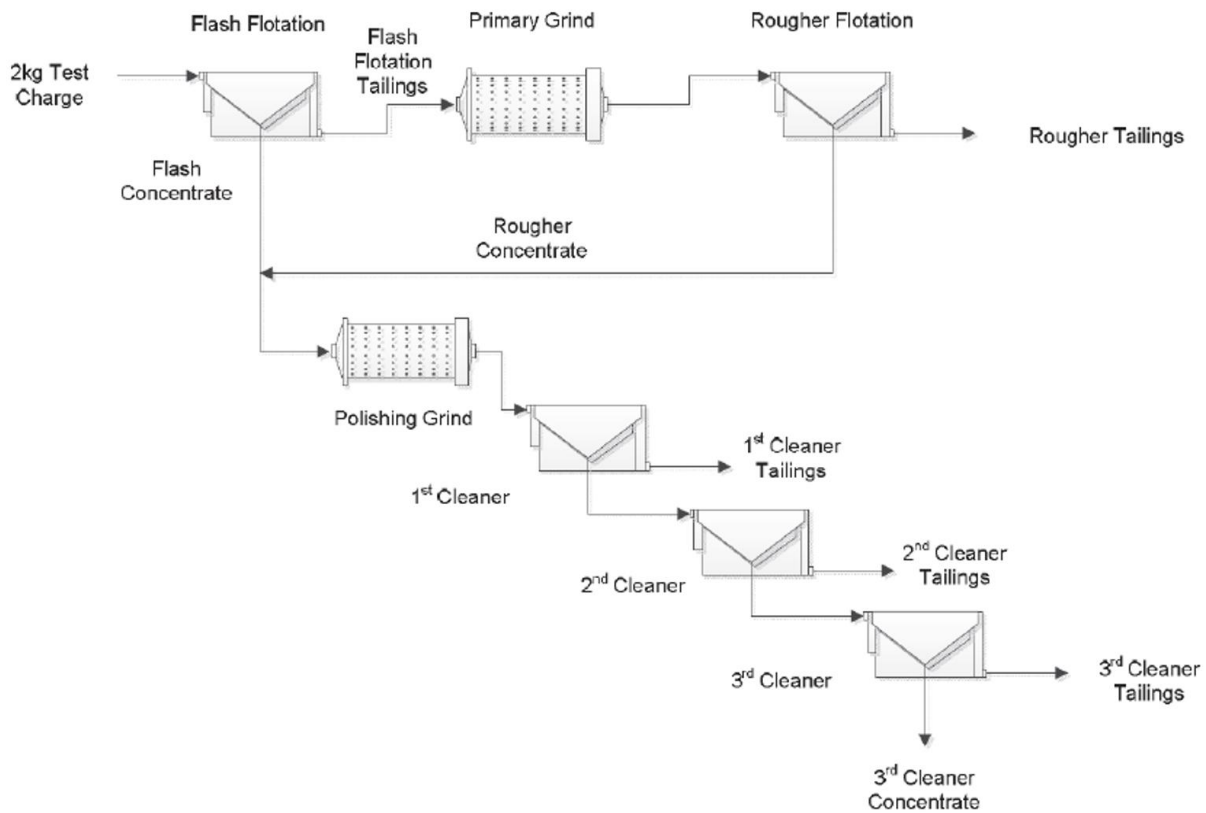 Flash Flotation
Primary Grind
Rougher Flotation
2kg Test
Charge
Flash
Flotation
Tailings
Rougher Tailings
Flash
Concentrate
Rougher
Concentrate
Polishing Grind
1st Cleaner
Tailings
1st Cleaner
2nd Cleaner
Tailings
2nd Cleaner
3rd Cleaner
3rd Cleaner
Tailings
3rd Cleaner
Concentrate